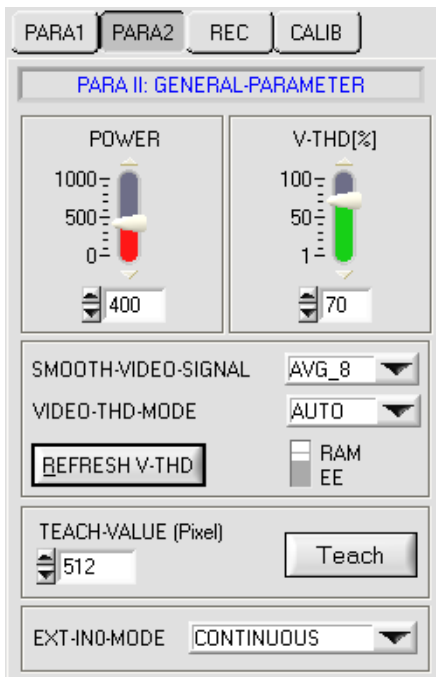 PARA1 PARA2 REC CALIB
PARA II: GENERAL-PARAMETER
POWER
1000
500
0
400
V-THD[%]
100
50
1
70
SMOOTH-VIDEO-SIGNAL AVG_8
VIDEO-THD-MODE AUTO
REFRESH V-THD
RAM
EE
TEACH-VALUE (Pixel)
512
Teach
EXT-IN0-MODE CONTINUOUS